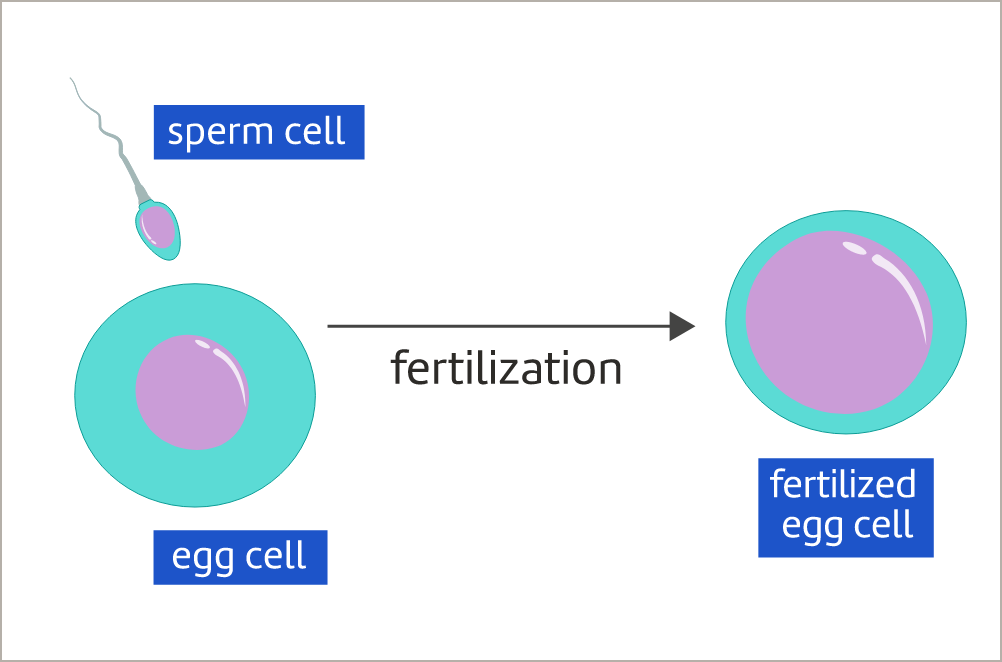 sperm cell
fertilization
egg cell
fertilized
egg cell